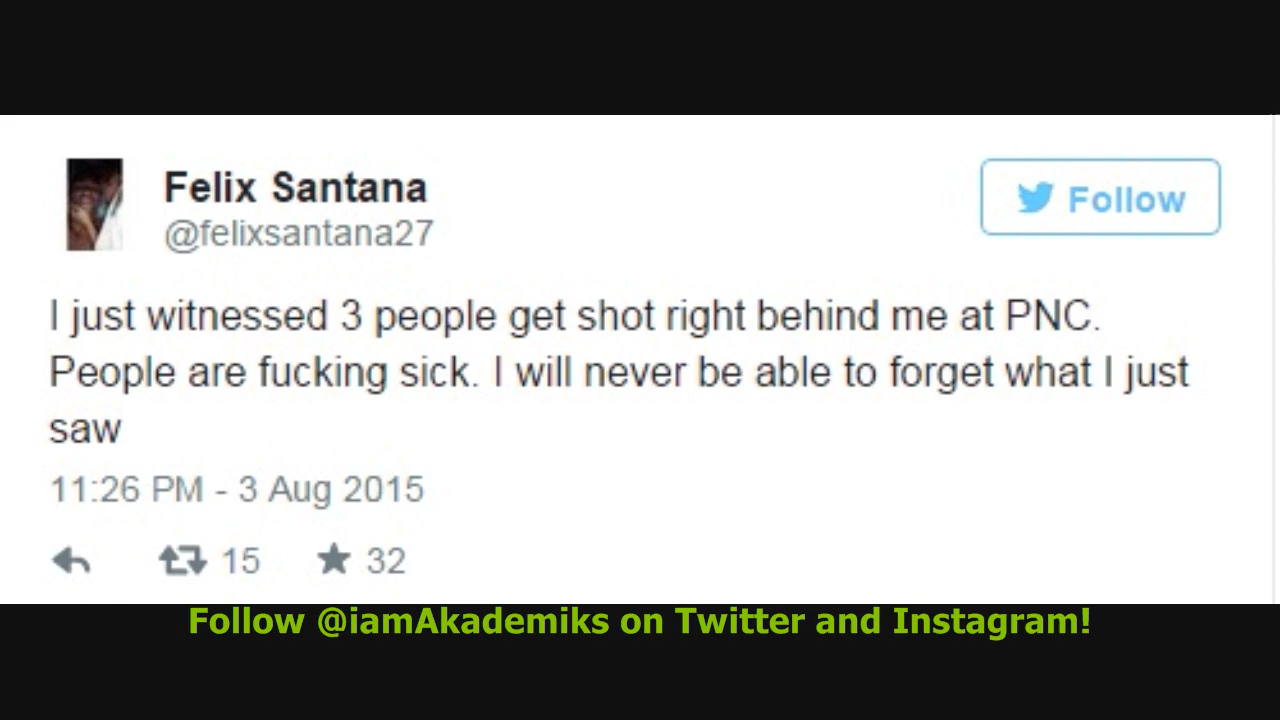 Felix Santana
@felixsantana27
Follow
I just witnessed 3 people get shot right behind me at PNC.
People are fucking sick. I will never be able to forget what I just
saw
11:26 PM - 3 Aug 2015
15 32
Follow @iamAkademiks on Twitter and Instagram!